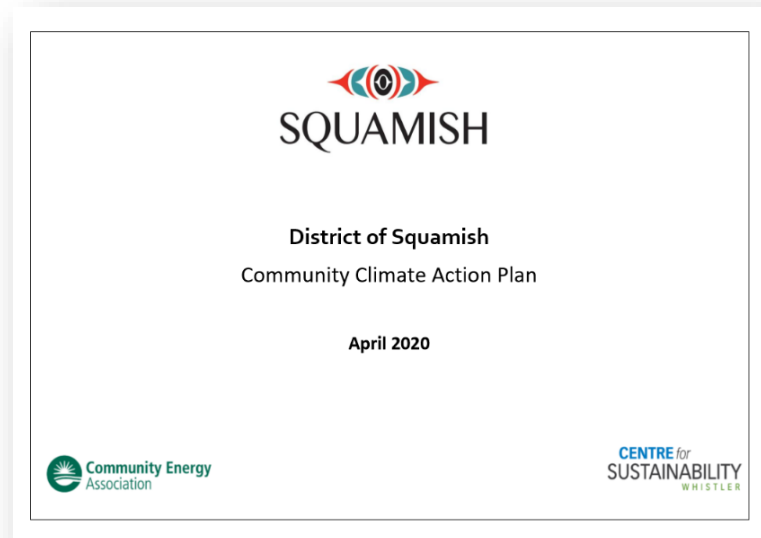 SQUAMISH
District of Squamish
Community Climate Action Plan
April 2020
Community Energy
Association
CENTRE for
SUSTAINABILITY
WHISTLER